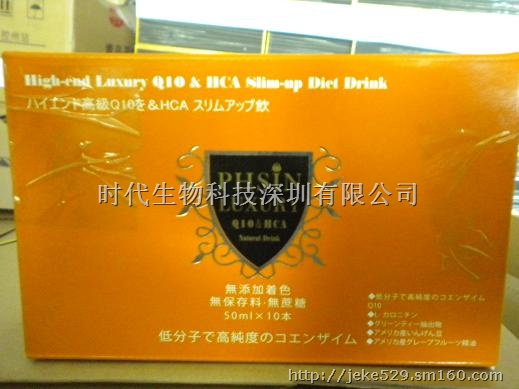 High-end Luxury Q10 & HCA Slim-up Diet Drink
ハイエンド高級Q10を&HCA スリムアップ飲
PHSiN
LUXURY
Q10&HCA
Natural Drink
时代生物科技深圳有限公司
無添加着色
無保存料·無蔗糖
50ml×10本
低分子で高純度のコエンザイム
◆低分子で高純度のコエンザイム
Q10
◆L-カロニチン
◆グリーンティー抽出物
◆アメリカ産いんげん豆
◆アメリカ産グレープフルーツ精油
http://jeke529.sm160.com/